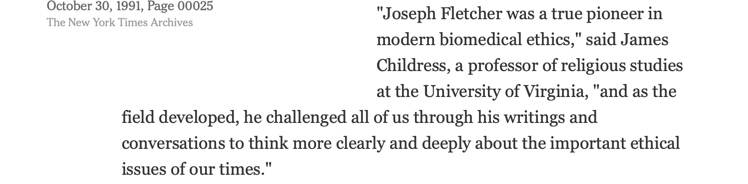 October 30, 1991, Page 00025
The New York Times Archives
"Joseph Fletcher was a true pioneer in
modern biomedical ethics," said James
Childress, a professor of religious studies
at the University of Virginia, "and as the
field developed, he challenged all of us through his writings and
conversations to think more clearly and deeply about the important ethical
issues of our times."